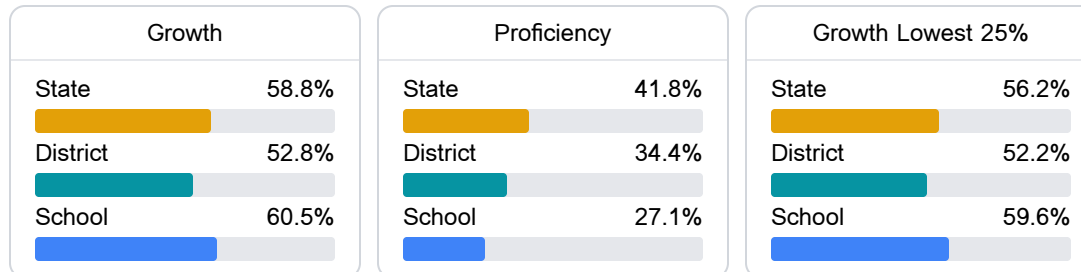 Growth
State 58.8%
District 52.8%
School 60.5%
Proficiency
State 41.8%
District 34.4%
School 27.1%
Growth Lowest 25%
State 56.2%
District 52.2%
School 59.6%